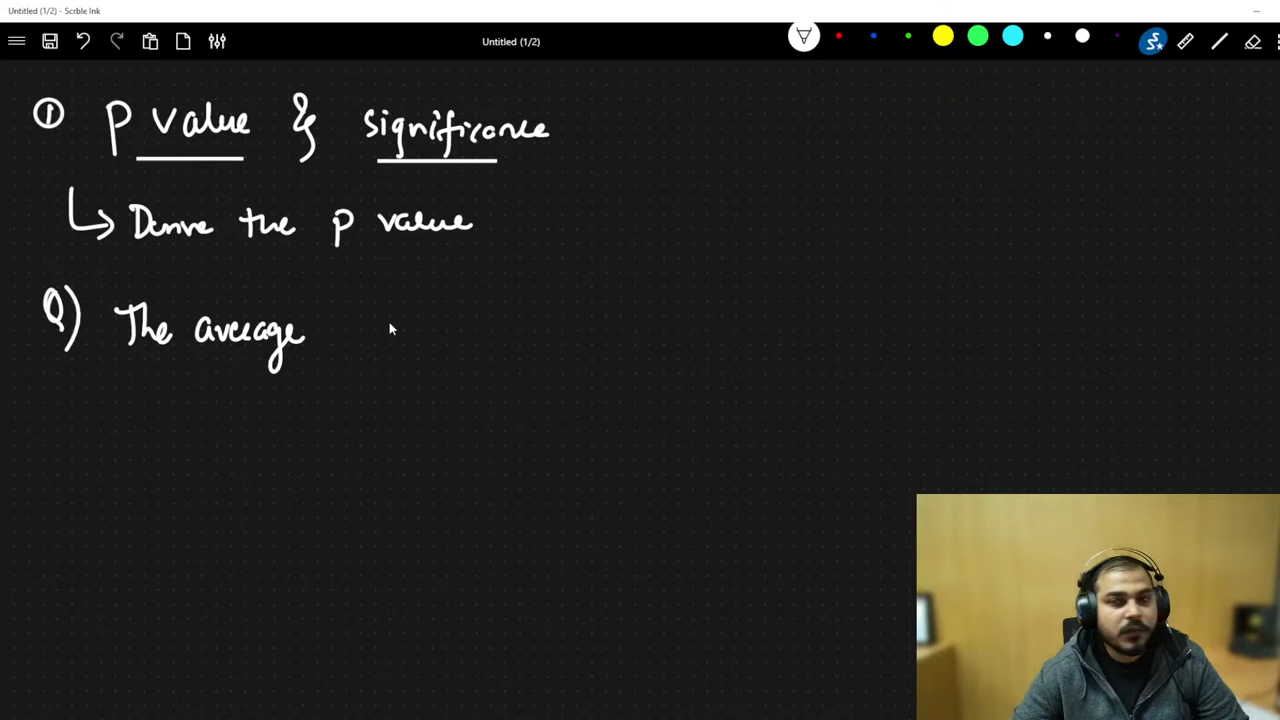 Untitled (1/2) - Scrble Ink
Untitled (1/2)
① P value & significance
Derive the p value
Q) The average